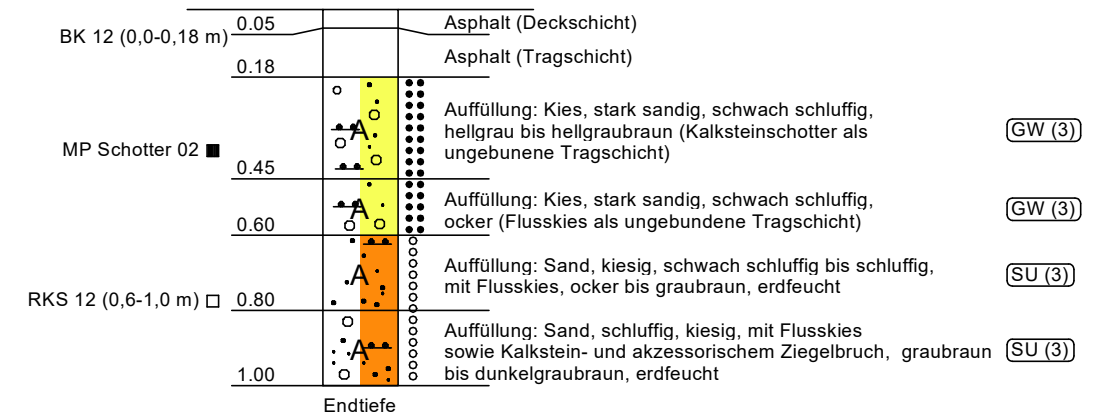 0.05
Asphalt (Deckschicht)
BK 12 (0,0-0,18 m)
Asphalt (Tragschicht)
0.18
Auffüllung: Kies, stark sandig, schwach schluffig,
hellgrau bis hellgraubraun (Kalksteinschotter als
ungebunene Tragschicht)
A
GW (3)
MP Schotter 02
0.45
Auffüllung: Kies, stark sandig, schwach schluffig,
ocker (Flusskies als ungebundene Tragschicht)
A
GW (3)
0.60
Auffüllung: Sand, kiesig, schwach schluffig bis schluffig,
mit Flusskies, ocker bis graubraun, erdfeucht
A
SU (3)
RKS 12 (0,6-1,0 m)
0.80
Auffüllung: Sand, schluffig, kiesig, mit Flusskies
sowie Kalkstein- und akzessorischem Ziegelbruch, graubraun
bis dunkelgraubraun, erdfeucht
A
SU (3)
1.00
Endtiefe